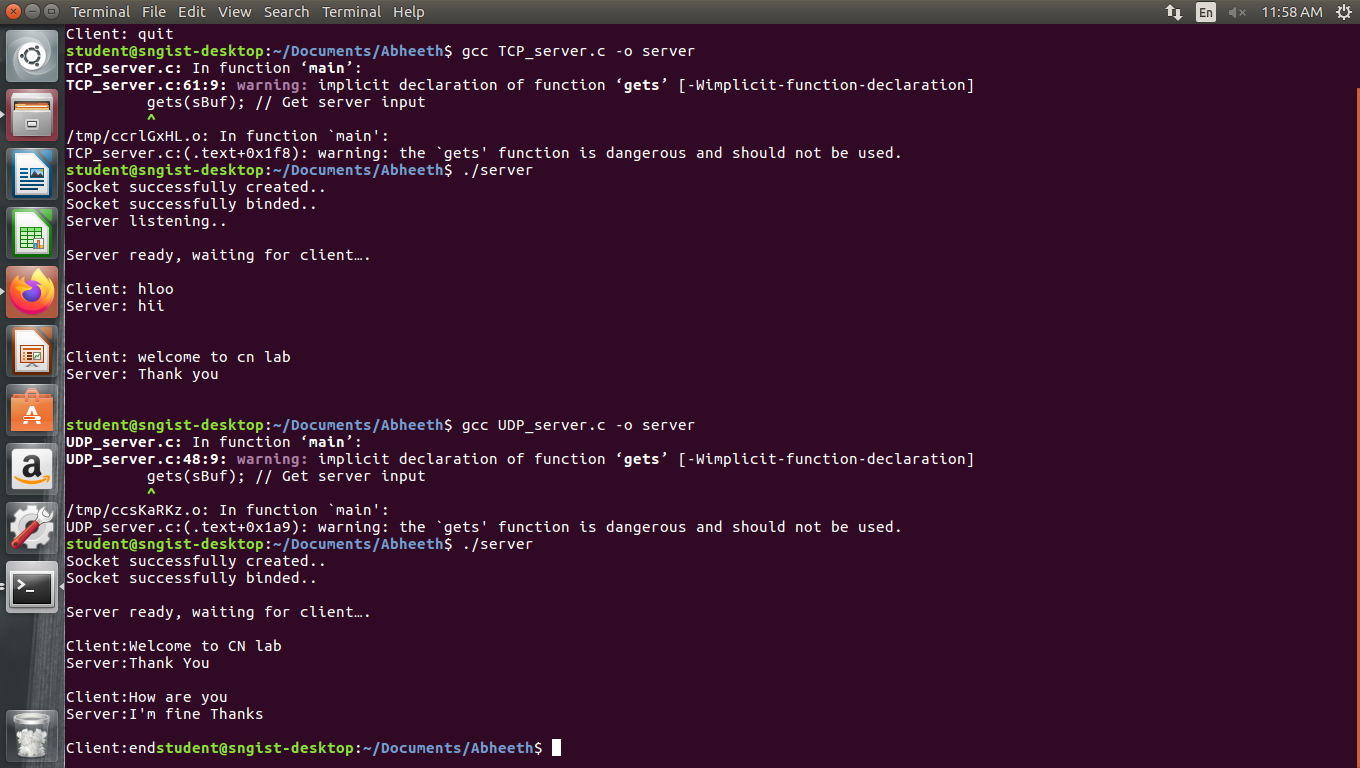 Terminal File Edit View Search Terminal Help En 11:58 AM
Client: quit
student@sngist-desktop:~/Documents/Abheeth$ gcc TCP_server.c -o server
TCP_server.c: In function ‘main’:
TCP_server.c:61:9: warning: implicit declaration of function ‘gets’ [-Wimplicit-function-declaration]
         gets(sBuf); // Get server input
         ^
/tmp/ccrlGxHL.o: In function `main':
TCP_server.c:(.text+0x1f8): warning: the `gets' function is dangerous and should not be used.
student@sngist-desktop:~/Documents/Abheeth$ ./server
Socket successfully created..
Socket successfully binded..
Server listening..
Server ready, waiting for client….
Client: hloo
Server: hii
Client: welcome to cn lab
Server: Thank you
student@sngist-desktop:~/Documents/Abheeth$ gcc UDP_server.c -o server
UDP_server.c: In function ‘main’:
UDP_server.c:48:9: warning: implicit declaration of function ‘gets’ [-Wimplicit-function-declaration]
         gets(sBuf); // Get server input
         ^
/tmp/ccsKaRKz.o: In function `main':
UDP_server.c:(.text+0x1a9): warning: the `gets' function is dangerous and should not be used.
student@sngist-desktop:~/Documents/Abheeth$ ./server
Socket successfully created..
Socket successfully binded..
Server ready, waiting for client….
Client:Welcome to CN lab
Server:Thank You
Client:How are you
Server:I'm fine Thanks
Client:endstudent@sngist-desktop:~/Documents/Abheeth$